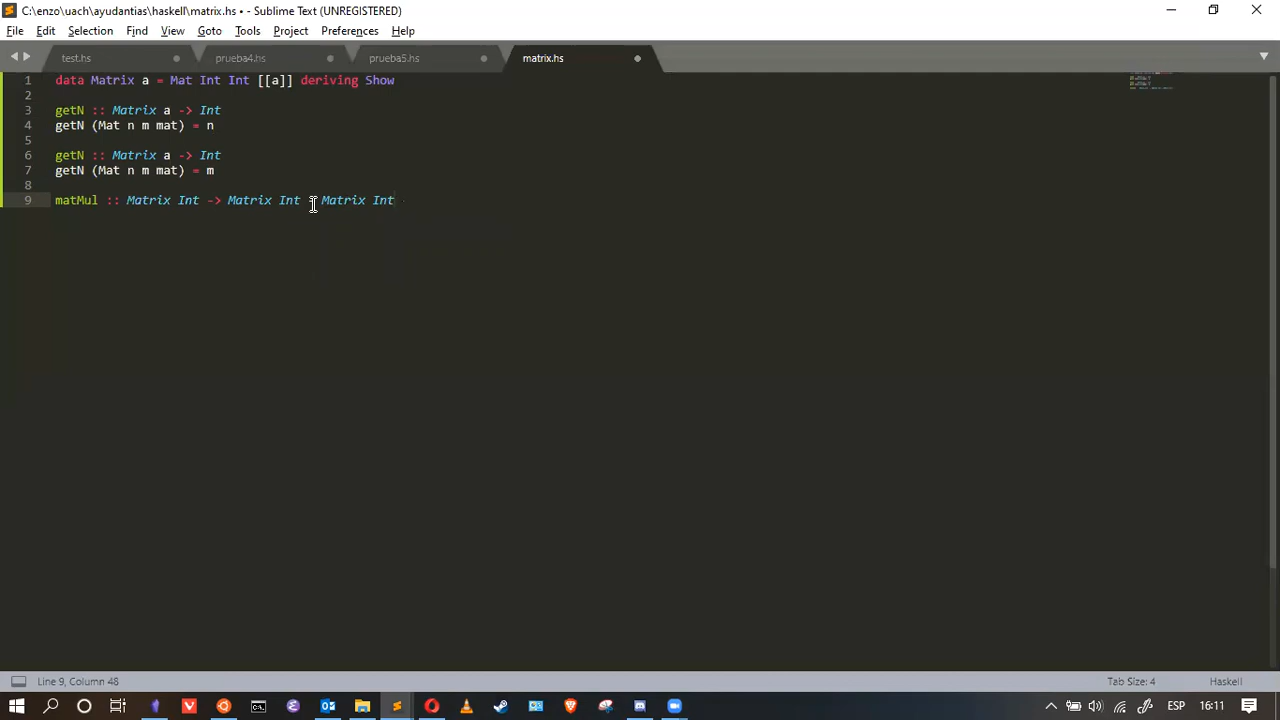 C:\enzo\uach\ayudantias\haskell\matrix.hs • - Sublime Text (UNREGISTERED)
File Edit Selection Find View Goto Tools Project Preferences Help
test.hs prueba4.hs prueba5.hs matrix.hs
1 data Matrix a = Mat Int Int [[a]] deriving Show
2
3 getN :: Matrix a -> Int
4 getN (Mat n m mat) = n
5
6 getN :: Matrix a -> Int
7 getN (Mat n m mat) = m
8
9 matMul :: Matrix Int -> Matrix Int Matrix Int
Line 9, Column 48 Tab Size: 4 Haskell
ESP 16:11